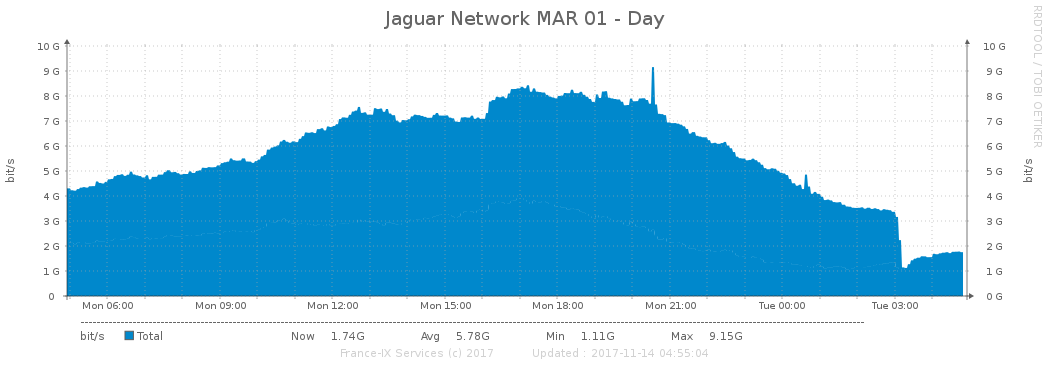 Jaguar Network MAR 01 - Day
RRDTOOL / TOBI OETIKER
bit/s
bit/s
10 G 10 G
9 G 9 G
8 G 8 G
7 G 7 G
6 G 6 G
5 G 5 G
4 G 4 G
3 G 3 G
2 G 2 G
1 G 1 G
0 0 G
Mon 06:00 Mon 09:00 Mon 12:00 Mon 15:00 Mon 18:00 Mon 21:00 Tue 00:00 Tue 03:00
bit/s Total Now 1.74G Avg 5.78G Min 1.11G Max 9.15G
France-IX Services (c) 2017 Updated : 2017-11-14 04:55:04